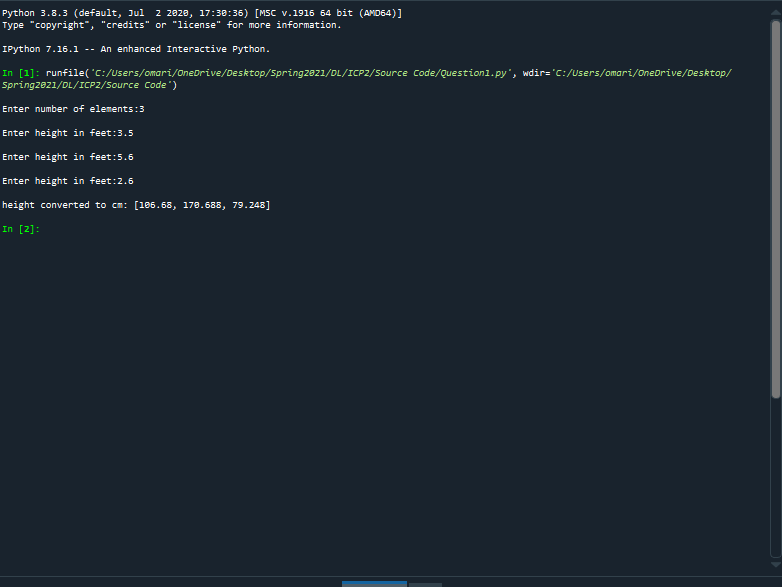 Python 3.8.3 (default, Jul  2 2020, 17:30:36) [MSC v.1916 64 bit (AMD64)]
Type "copyright", "credits" or "license" for more information.
IPython 7.16.1 -- An enhanced Interactive Python.
In [1]: runfile('C:/Users/omari/OneDrive/Desktop/Spring2021/DL/ICP2/Source Code/Question1.py', wdir='C:/Users/omari/OneDrive/Desktop/
Spring2021/DL/ICP2/Source Code')
Enter number of elements:3
Enter height in feet:3.5
Enter height in feet:5.6
Enter height in feet:2.6
height converted to cm: [106.68, 170.688, 79.248]
In [2]: